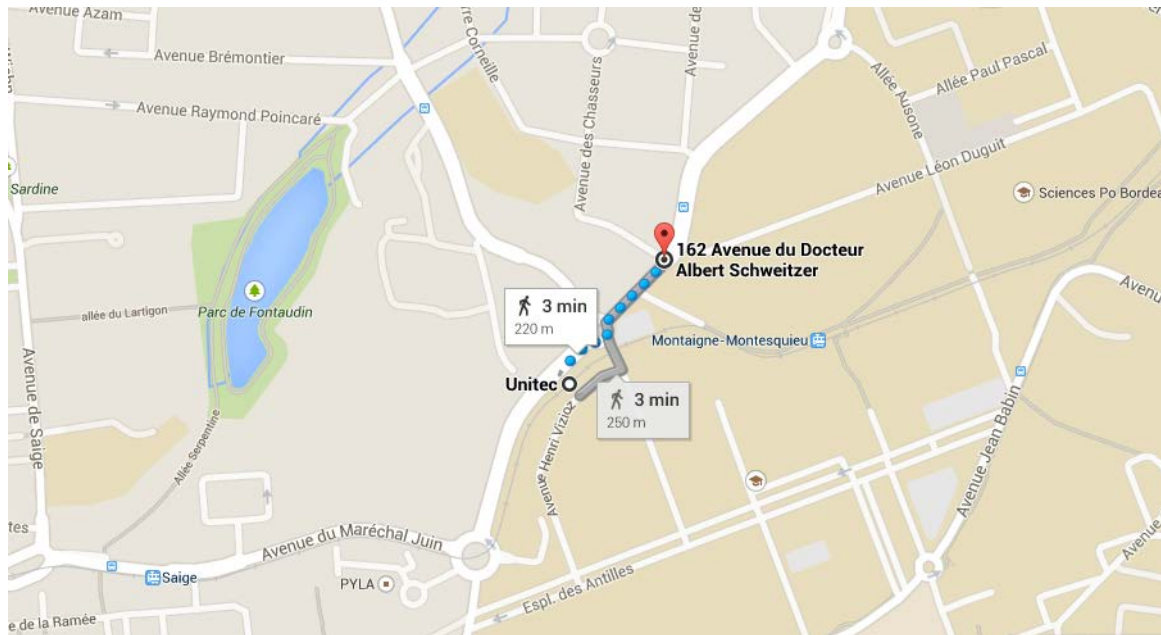 Avenue Azam
Avenue Brémontier
Avenue Raymond Poincaré
Sardine
Corneille
Avenue des Chasseurs
Avenue de
Allée Ausone
Allée Paul Pascal
Avenue Léon Duguit
Sciences Po Bordea
162 Avenue du Docteur
Albert Schweitzer
Parc de Fontaudin
allée du Lartigon
3 min
220 m
Montaigne-Montesquieu
Unitec
3 min
250 m
Avenue de Saige
Allée Serpentine
Avenue Henri Vizioz
Avenue Jean Babin
Avenu
Avenue
Avenue du Maréchal Juin
Saige
PYLA
Espl. des Antilles
tes
e de la Ramée